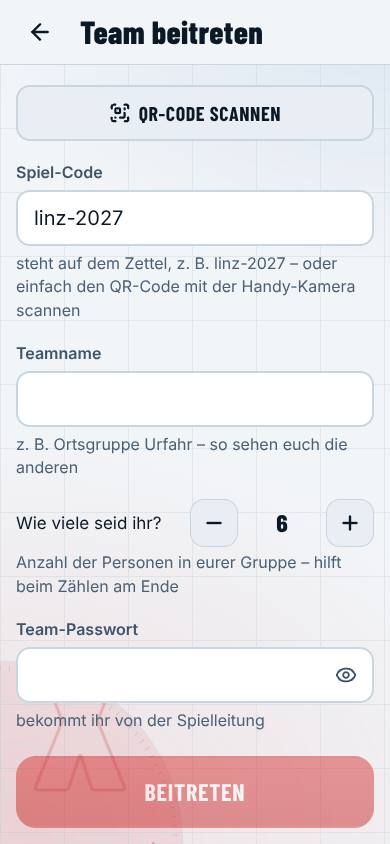 Team beitreten
QR-CODE SCANNEN
Spiel-Code
linz-2027
steht auf dem Zettel, z. B. linz-2027 – oder
einfach den QR-Code mit der Handy-Kamera
scannen
Teamname
z. B. Ortsgruppe Urfahr – so sehen euch die
anderen
Wie viele seid ihr? − 6 +
Anzahl der Personen in eurer Gruppe – hilft
beim Zählen am Ende
Team-Passwort
bekommt ihr von der Spielleitung
BEITRETEN